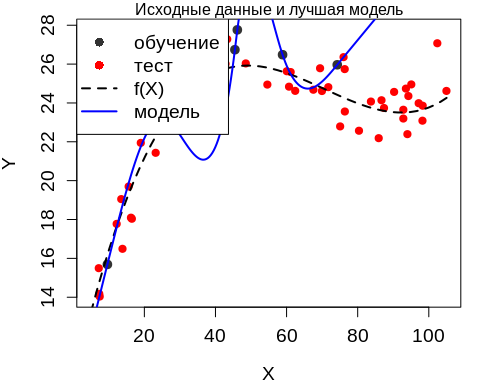 Исходные данные и лучшая модель
обучение
тест
f(X)
модель
Y
28
26
24
22
20
18
16
14
20 40 60 80 100
X